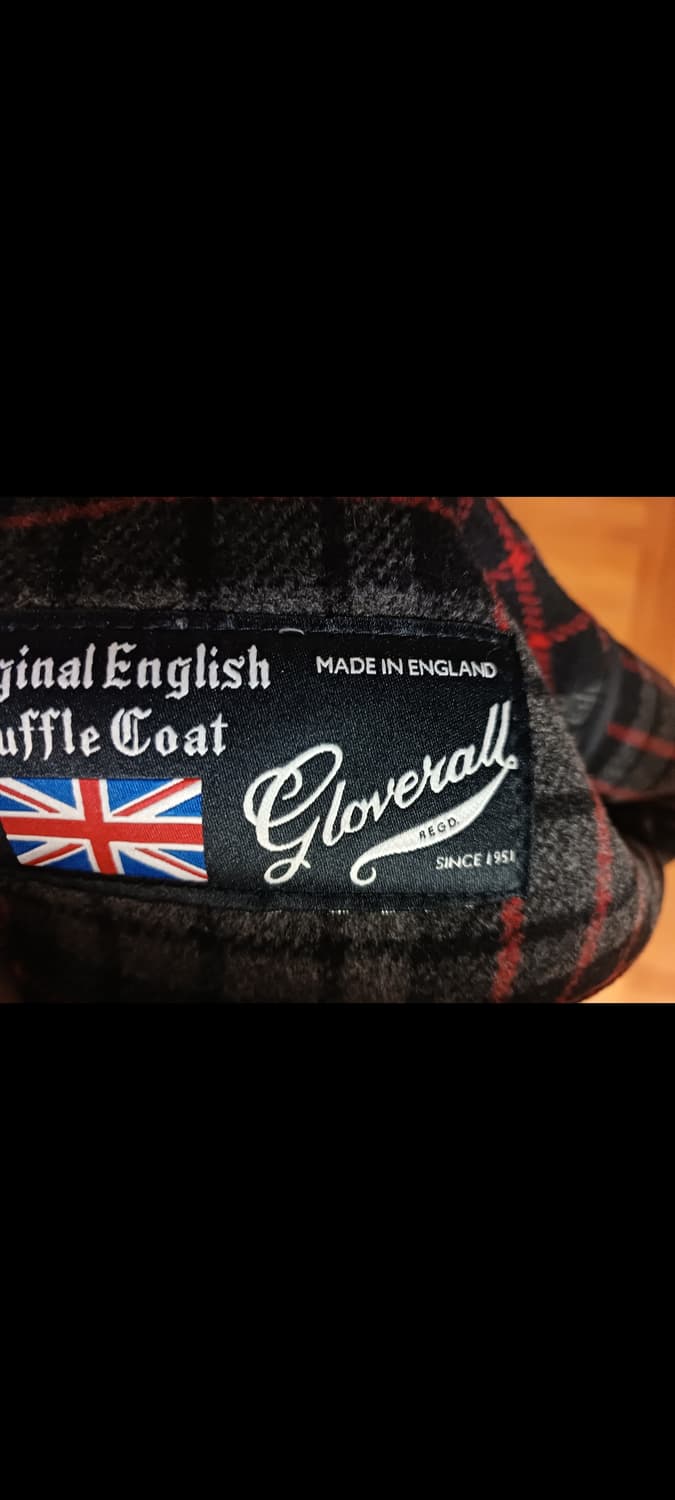 ginal English
uffle Coat
MADE IN ENGLAND
Gloverall
REGD.
SINCE 1951